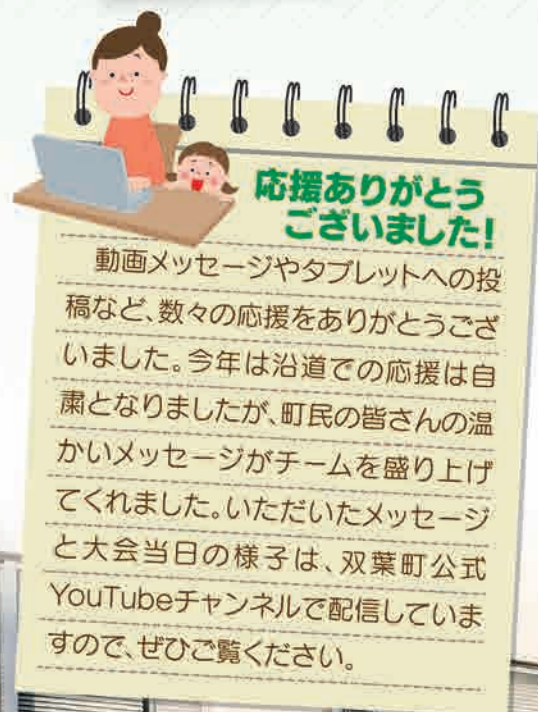 応援ありがとう
ございました!
動画メッセージやタブレットへの投
稿など、数々の応援をありがとうござ
いました。今年は沿道での応援は自
粛となりましたが、町民の皆さんの温
かいメッセージがチームを盛り上げ
てくれました。いただいたメッセージ
と大会当日の様子は、双葉町公式
YouTubeチャンネルで配信していま
すので、ぜひご覧ください。